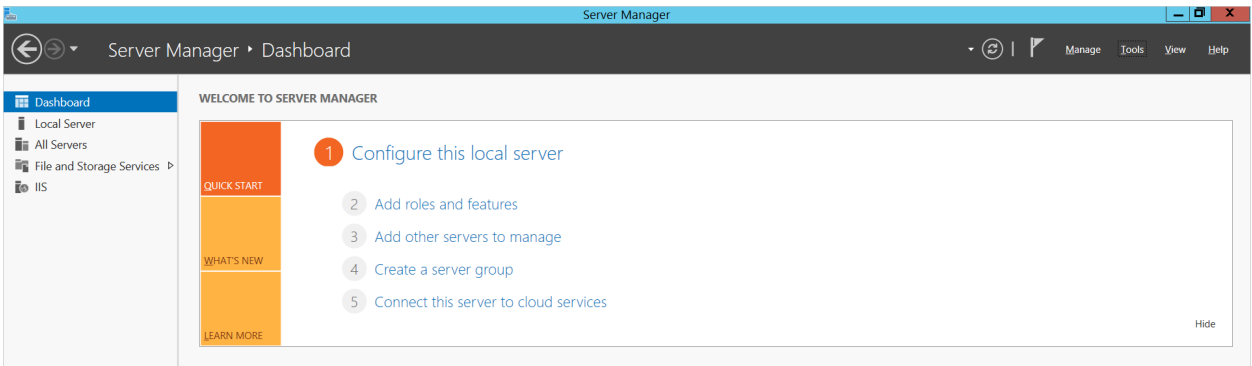 Server Manager
Server Manager • Dashboard
Manage Tools View Help
Dashboard
Local Server
All Servers
File and Storage Services
IIS
WELCOME TO SERVER MANAGER
QUICK START
WHAT'S NEW
LEARN MORE
1 Configure this local server
2 Add roles and features
3 Add other servers to manage
4 Create a server group
5 Connect this server to cloud services
Hide